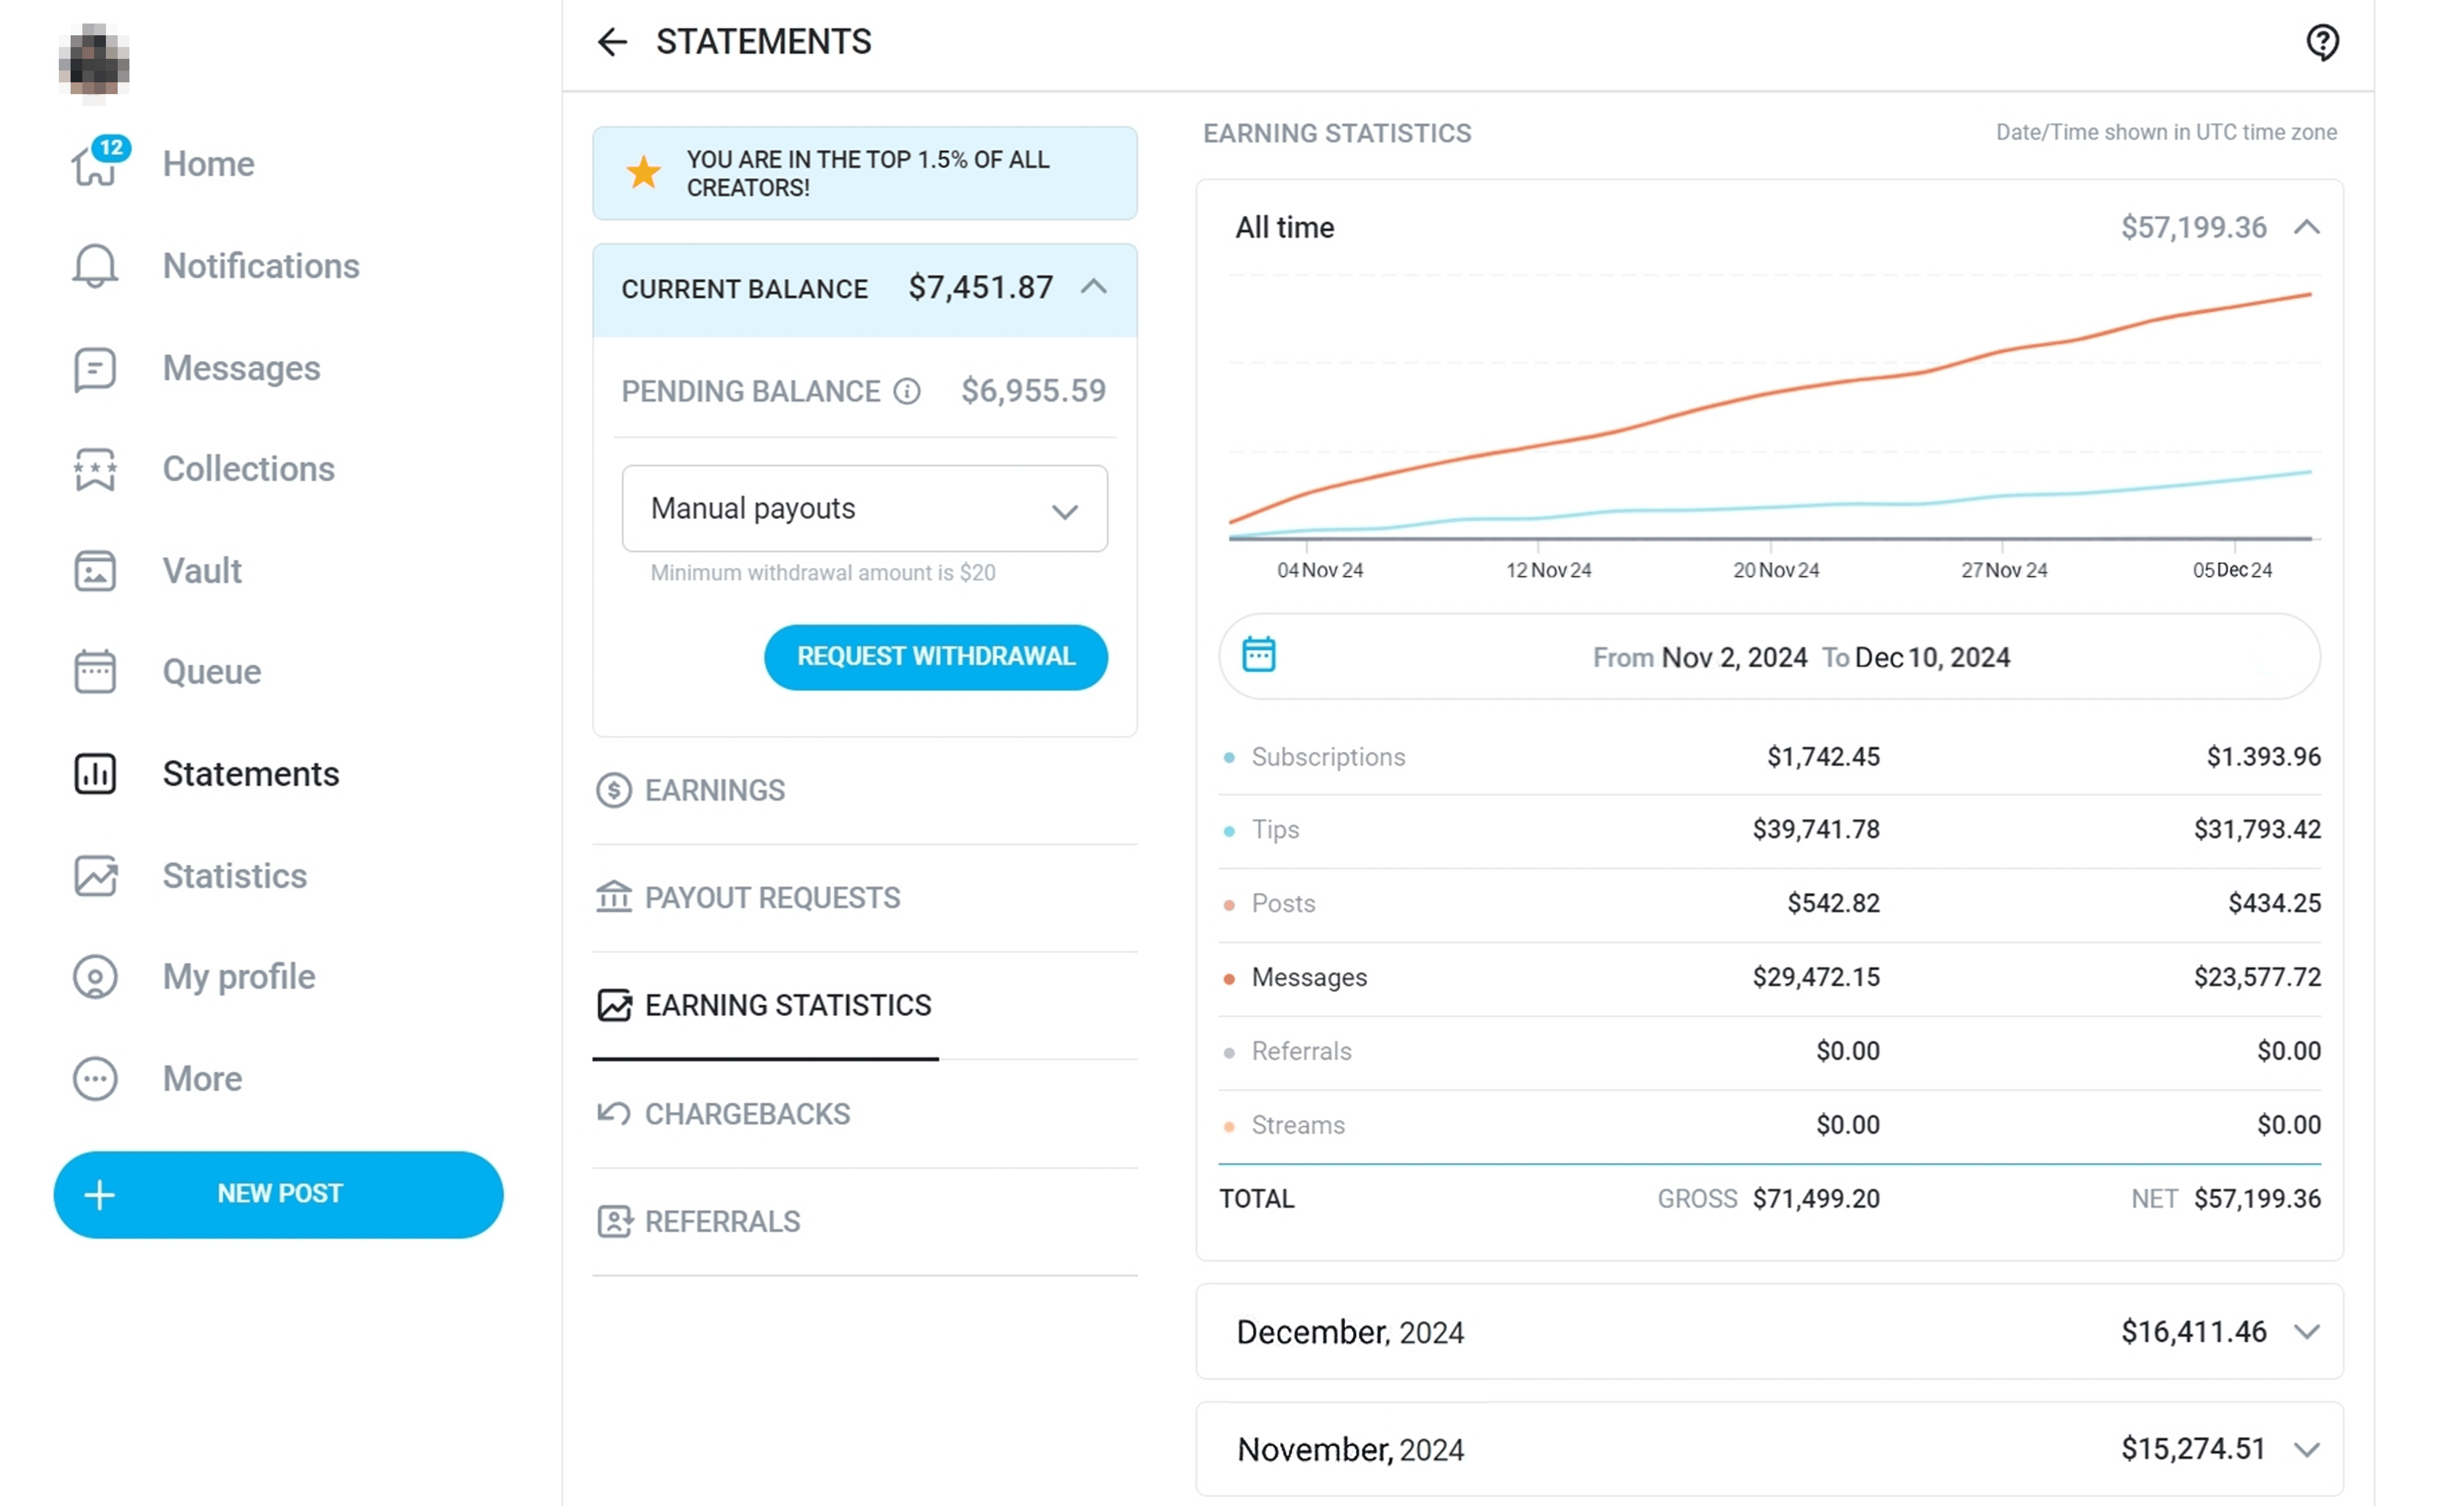 STATEMENTS
12
Home
Notifications
Messages
Collections
Vault
Queue
Statements
Statistics
My profile
More
NEW POST
YOU ARE IN THE TOP 1.5% OF ALL
CREATORS!
CURRENT BALANCE $7,451.87
PENDING BALANCE $6,955.59
Manual payouts
Minimum withdrawal amount is $20
REQUEST WITHDRAWAL
EARNINGS
PAYOUT REQUESTS
EARNING STATISTICS
CHARGEBACKS
REFERRALS
EARNING STATISTICS Date/Time shown in UTC time zone
All time $57,199.36
04 Nov 24 12 Nov 24 20 Nov 24 27 Nov 24 05 Dec 24
From Nov 2, 2024 To Dec 10, 2024
Subscriptions $1,742.45 $1.393.96
Tips $39,741.78 $31,793.42
Posts $542.82 $434.25
Messages $29,472.15 $23,577.72
Referrals $0.00 $0.00
Streams $0.00 $0.00
TOTAL GROSS $71,499.20 NET $57,199.36
December, 2024 $16,411.46
November, 2024 $15,274.51